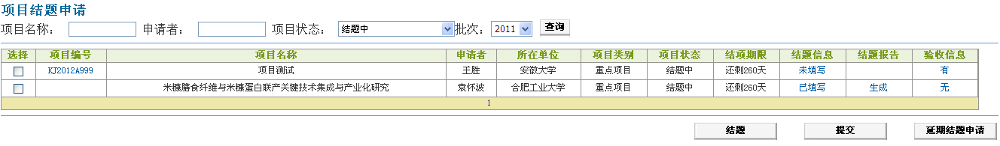 项目结题申请
项目名称： 申请者： 项目状态： 结题中 批次： 2011 查询
选择 项目编号 项目名称 申请者 所在单位 项目类别 项目状态 结项期限 结题信息 结题报告 验收信息
KJ2012A999 项目测试 王胜 安徽大学 重点项目 结题中 还剩260天 未填写 有
米糠膳食纤维与米糠蛋白联产关键技术集成与产业化研究 袁怀波 合肥工业大学 重点项目 结题中 还剩260天 已填写 生成 无
1
结题 提交 延期结题申请